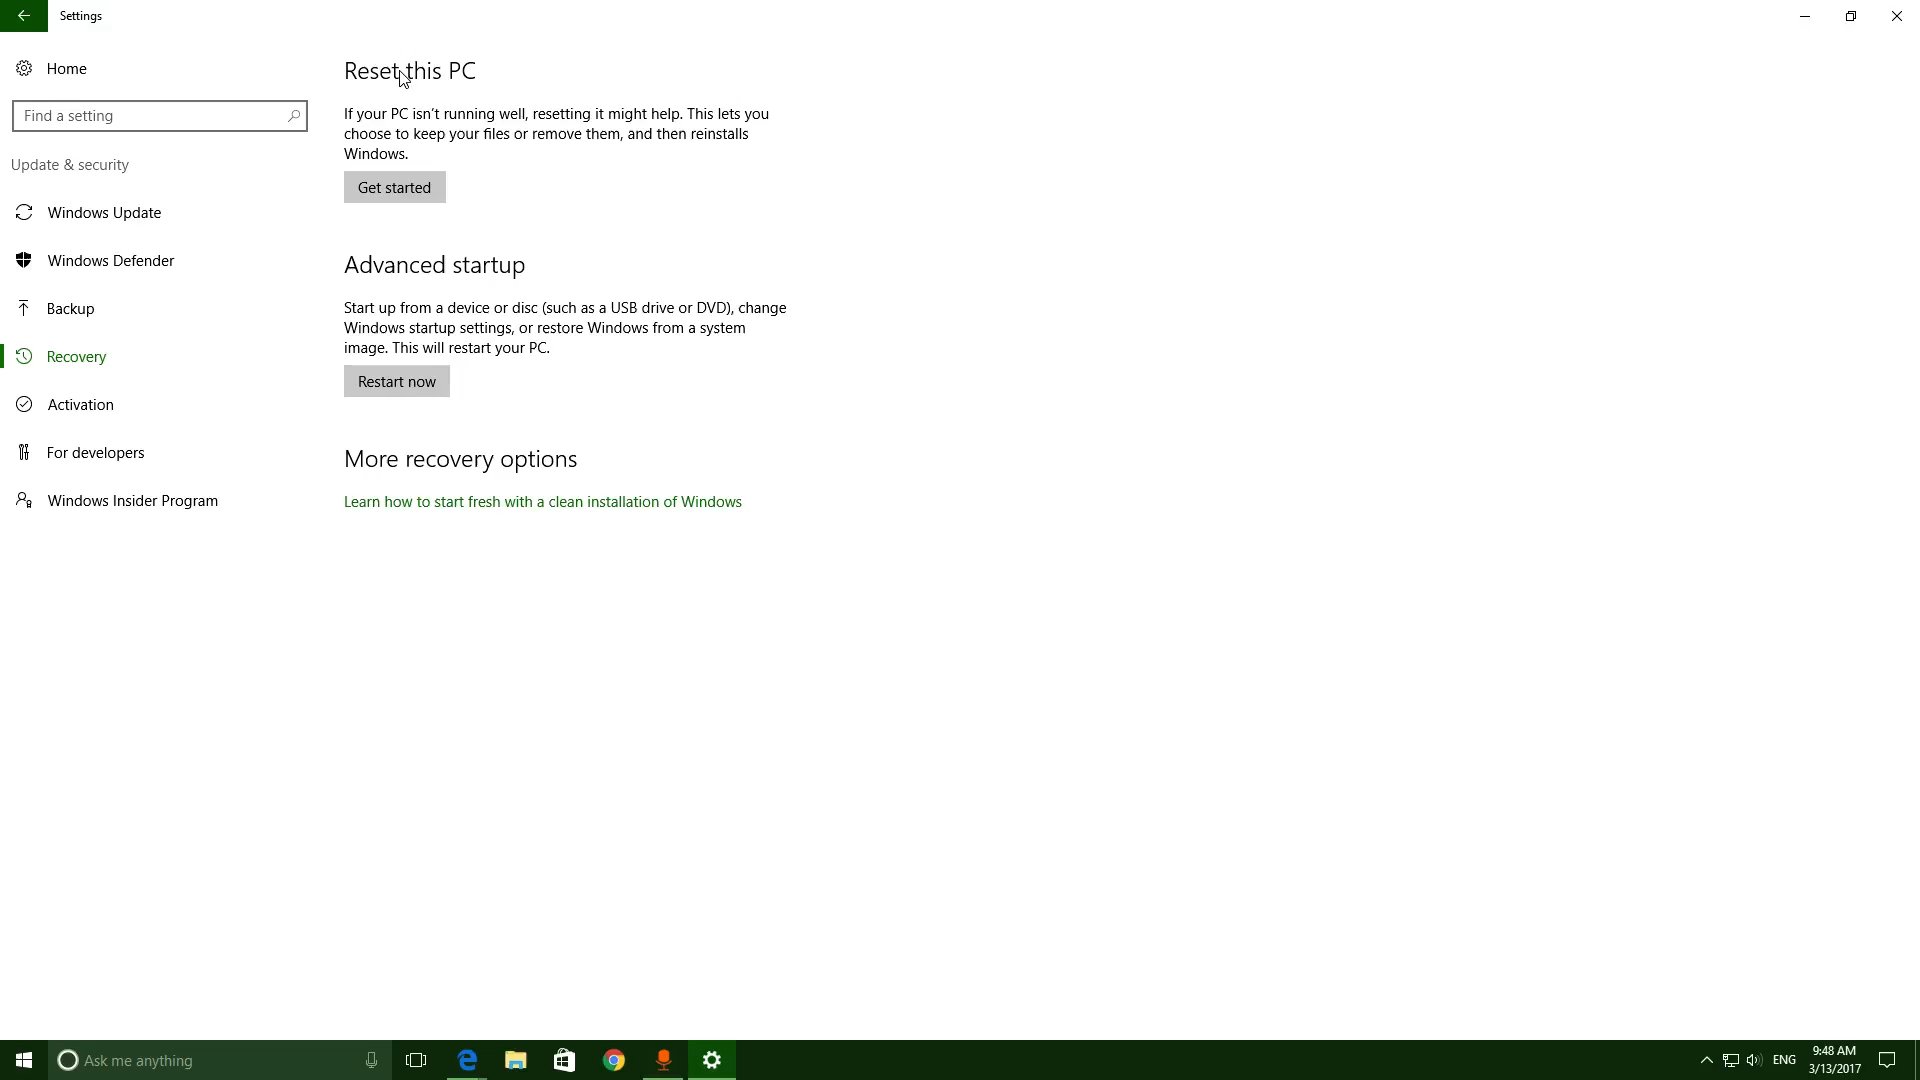 Settings
Home
Find a setting
Update & security
Windows Update
Windows Defender
Backup
Recovery
Activation
For developers
Windows Insider Program
Reset this PC
If your PC isn't running well, resetting it might help. This lets you
choose to keep your files or remove them, and then reinstalls
Windows.
Get started
Advanced startup
Start up from a device or disc (such as a USB drive or DVD), change
Windows startup settings, or restore Windows from a system
image. This will restart your PC.
Restart now
More recovery options
Learn how to start fresh with a clean installation of Windows
Ask me anything
ENG
9:48 AM
3/13/2017